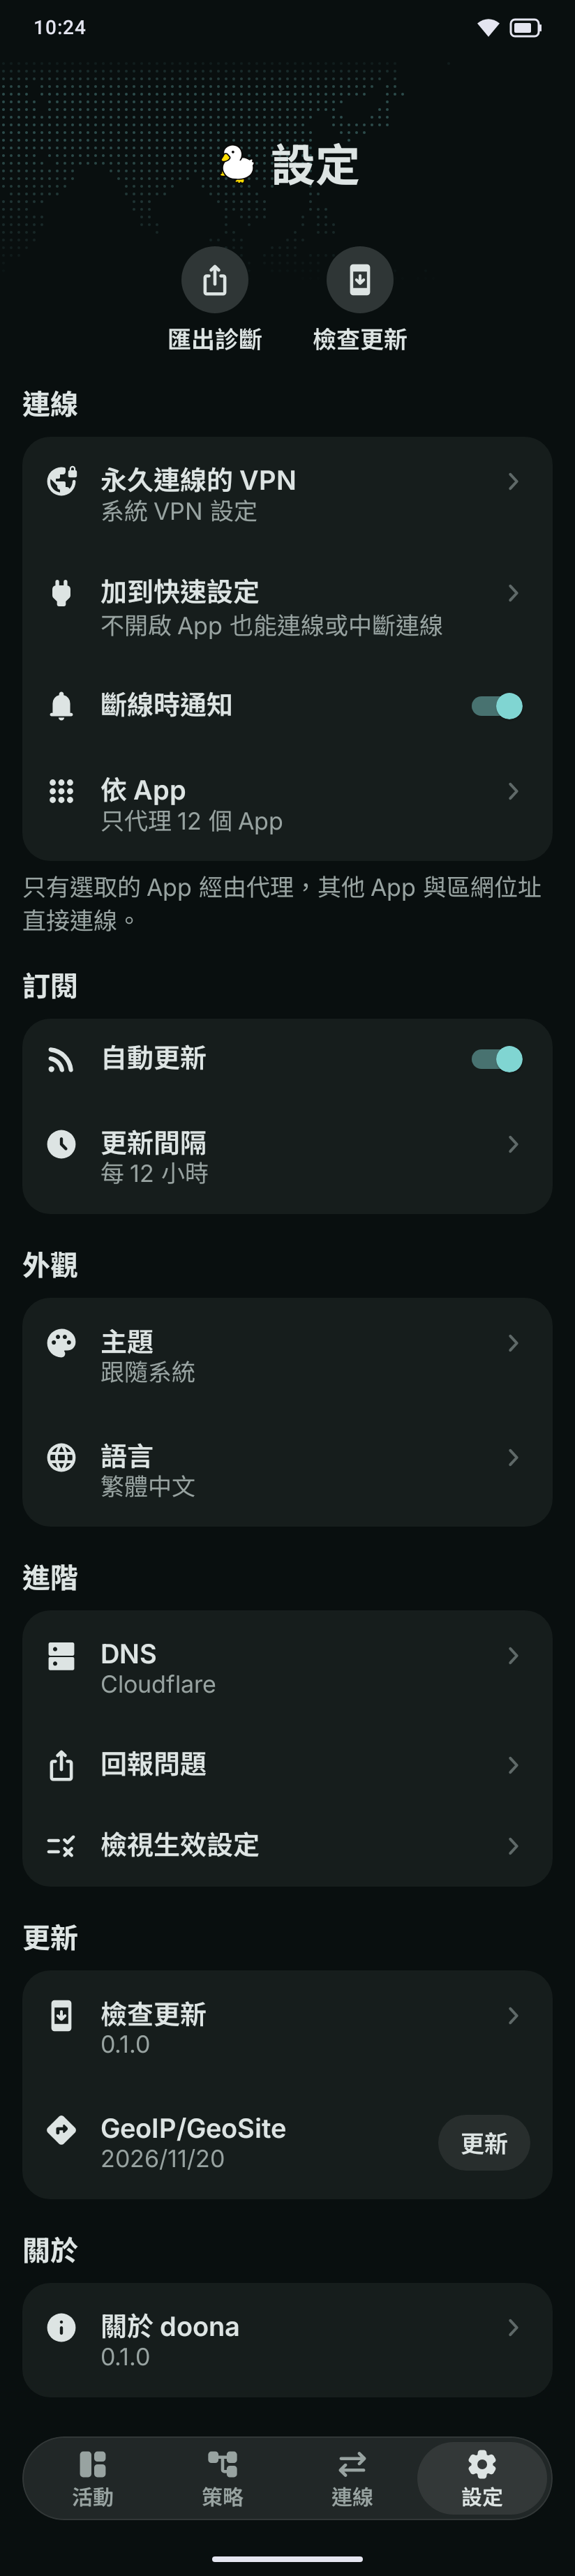 10:24
設定
匯出診斷
檢查更新
連線
永久連線的 VPN
系統 VPN 設定
加到快速設定
不開啟 App 也能連線或中斷連線
斷線時通知
依 App
只代理 12 個 App
只有選取的 App 經由代理，其他 App 與區網位址
直接連線。
訂閱
自動更新
更新間隔
每 12 小時
外觀
主題
跟隨系統
語言
繁體中文
進階
DNS
Cloudflare
回報問題
檢視生效設定
更新
檢查更新
0.1.0
GeoIP/GeoSite
2026/11/20
更新
關於
關於 doona
0.1.0
活動
策略
連線
設定